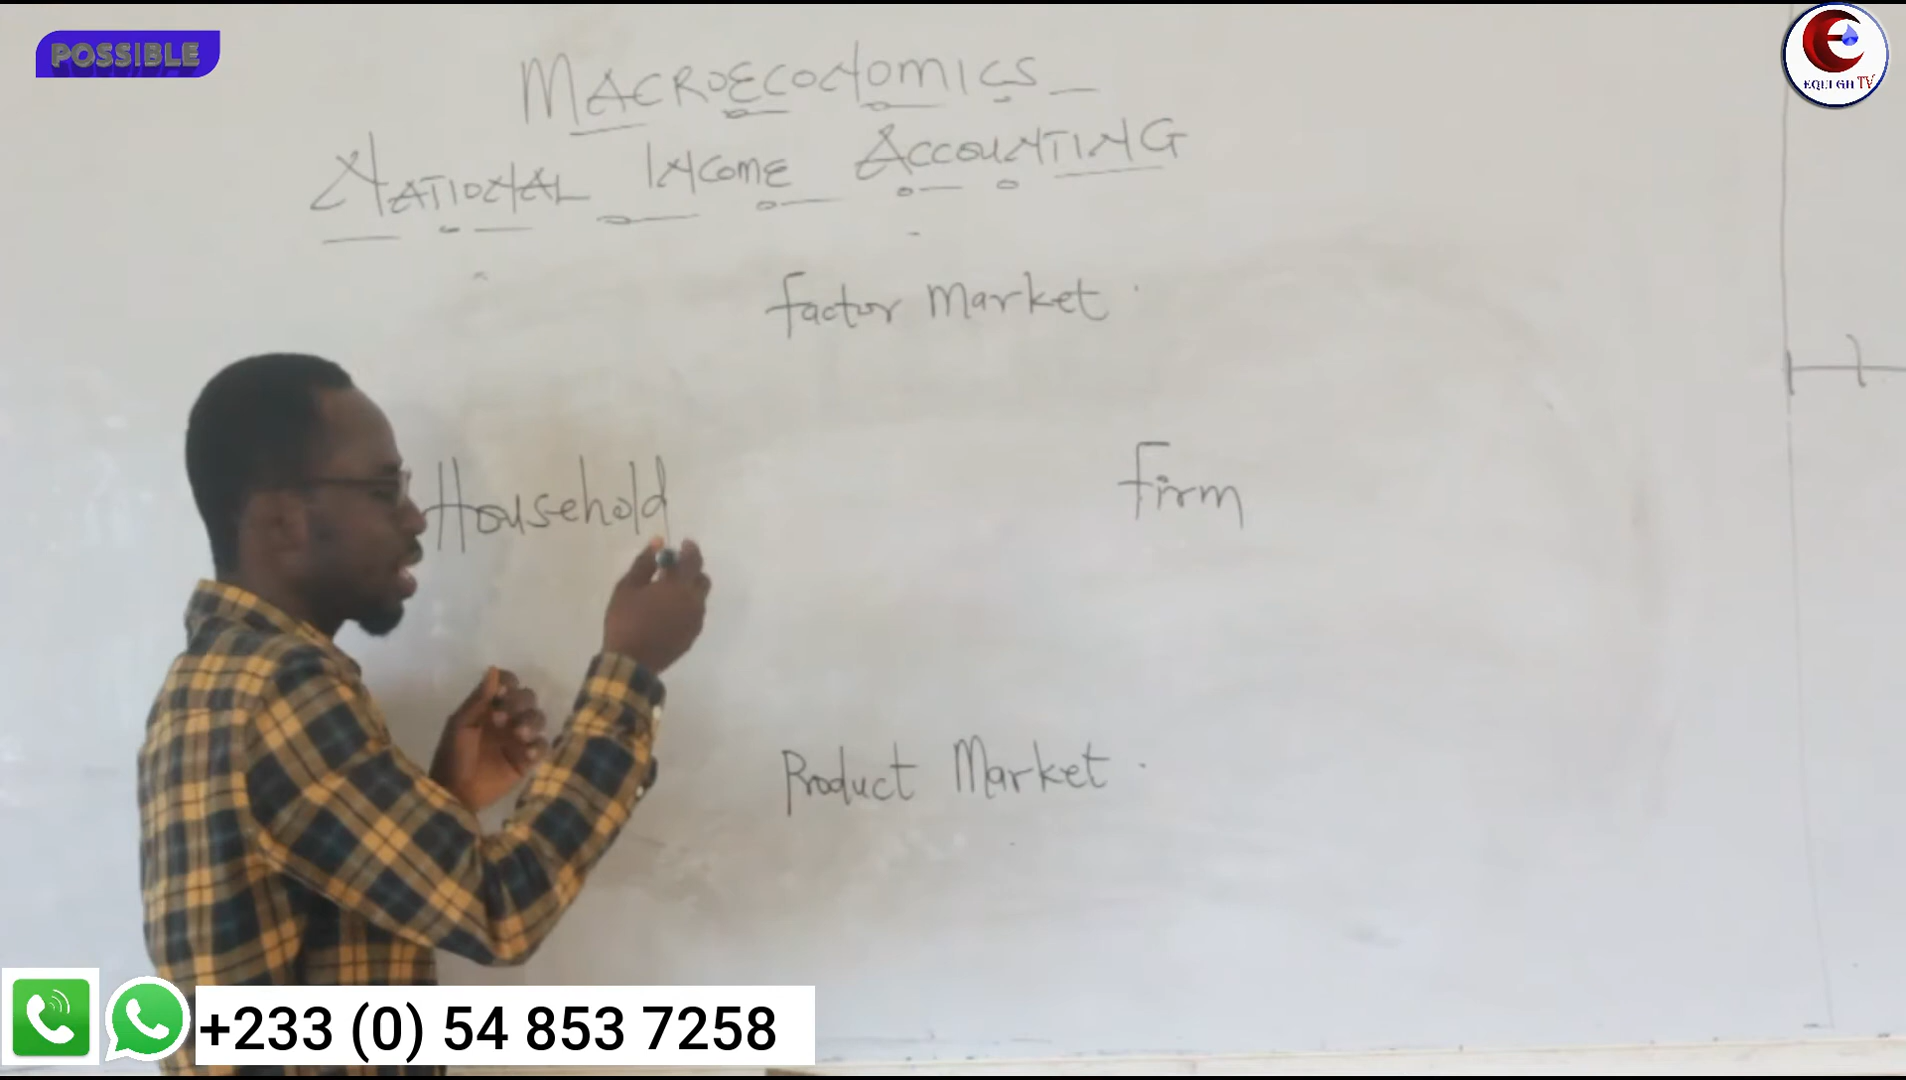 POSSIBLE
EQUI GH TV
MACROECONOMICS
NATIONAL INCOME ACCOUNTING
Factor Market
Household
Firm
Product Market
+233 (0) 54 853 7258